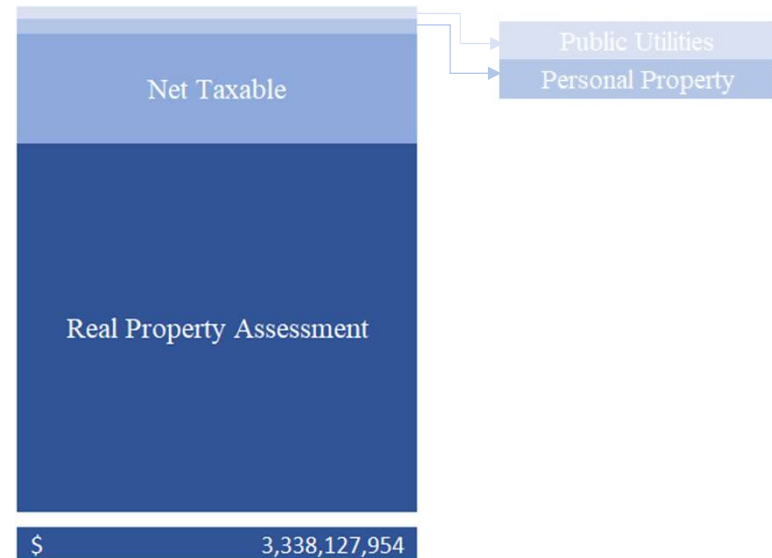 Public Utilities
Personal Property
Net Taxable
Real Property Assessment
$ 3,338,127,954